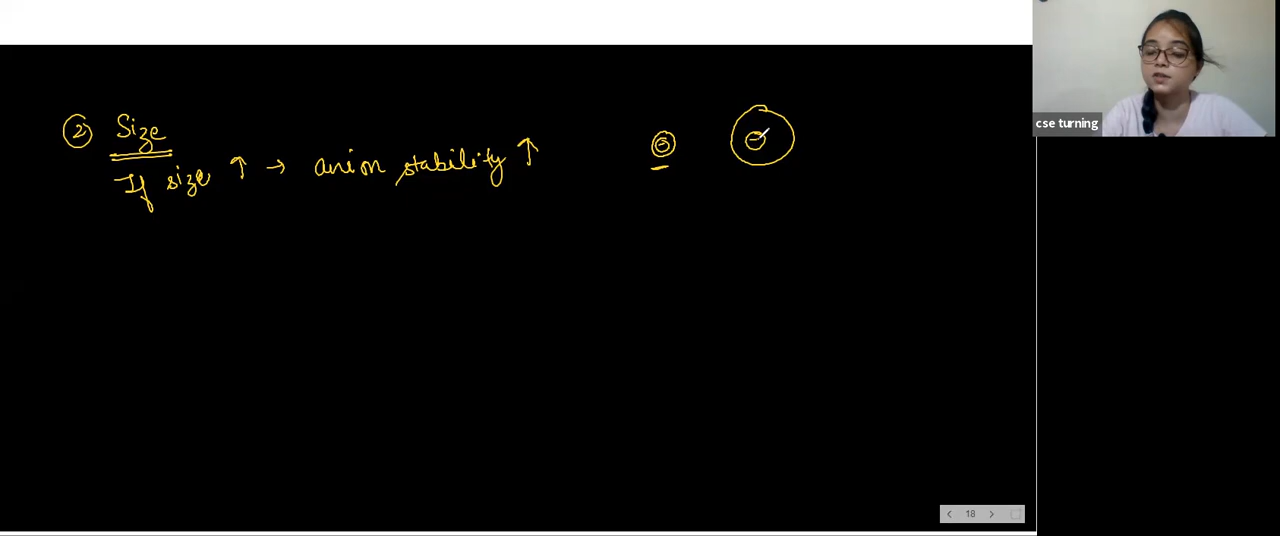 ② Size
If size ↑ → anion stability ↑
cse turning
18